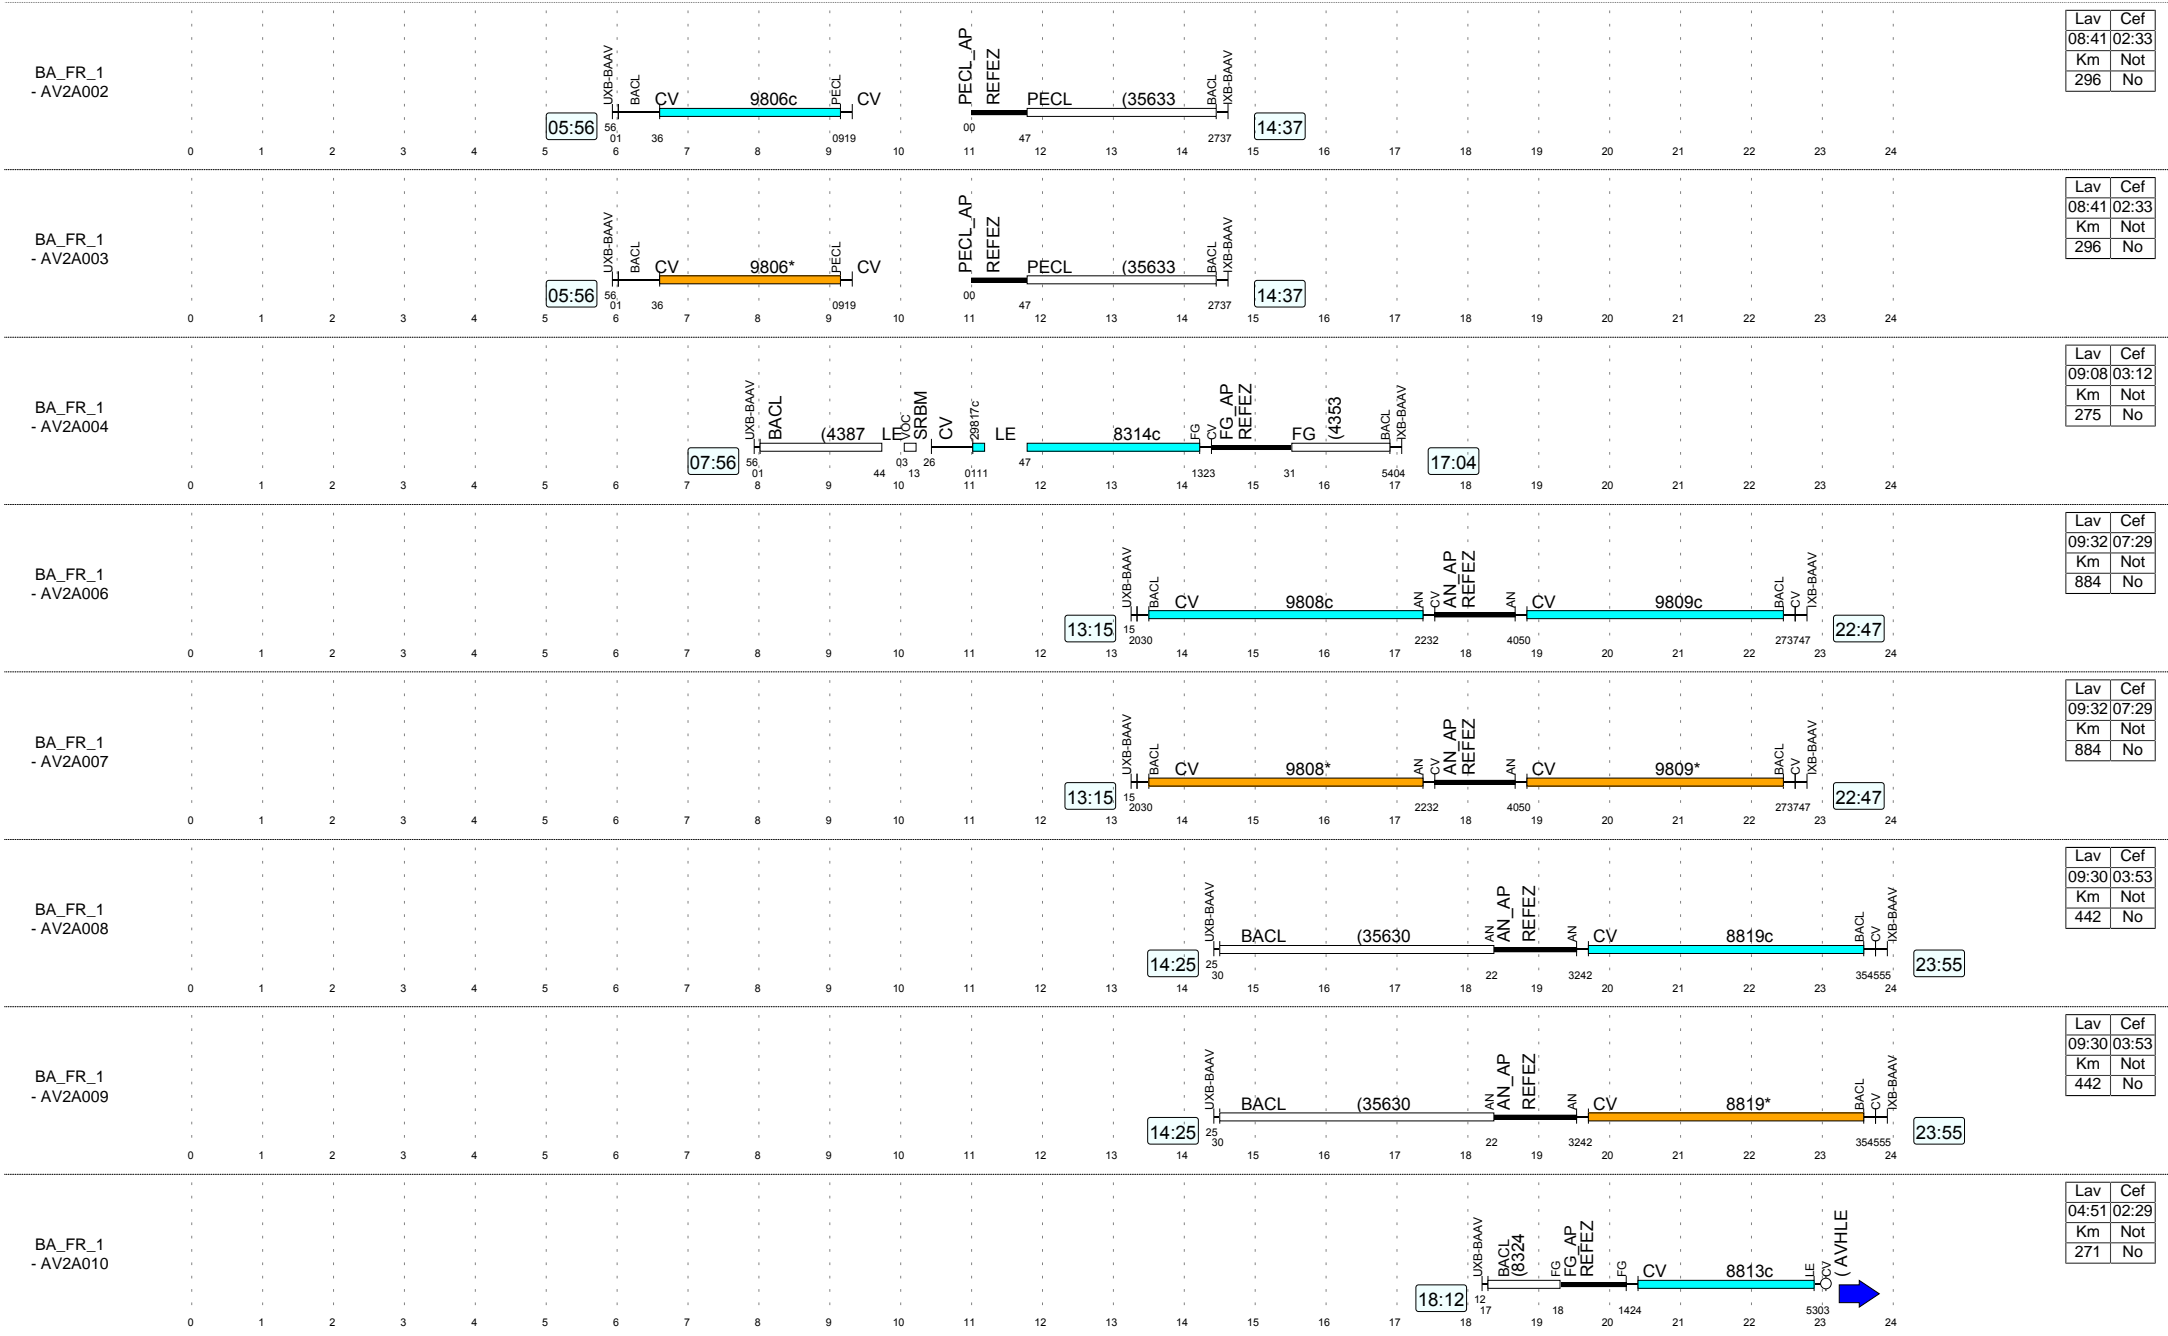 Lav Cef
08:41 02:33
Km Not
296 No
BA_FR_1
- AV2A002
UXB-BAAV BACL CV 9806c PECL CV PECL_AP REFEZ PECL (35633 BACL IXB-BAAV
05:56 56 01 36 0919 00 47 2737 14:37
0 1 2 3 4 5 6 7 8 9 10 11 12 13 14 15 16 17 18 19 20 21 22 23 24
Lav Cef
08:41 02:33
Km Not
296 No
BA_FR_1
- AV2A003
UXB-BAAV BACL CV 9806* PECL CV PECL_AP REFEZ PECL (35633 BACL IXB-BAAV
05:56 56 01 36 0919 00 47 2737 14:37
0 1 2 3 4 5 6 7 8 9 10 11 12 13 14 15 16 17 18 19 20 21 22 23 24
Lav Cef
09:08 03:12
Km Not
275 No
BA_FR_1
- AV2A004
UXB-BAAV BACL (4387 LE VOC SRBM CV 29817c LE 8314c FG CV FG_AP REFEZ FG (4353 BACL IXB-BAAV
07:56 56 01 44 03 13 26 0111 47 1323 31 5404 17:04
0 1 2 3 4 5 6 7 8 9 10 11 12 13 14 15 16 17 18 19 20 21 22 23 24
Lav Cef
09:32 07:29
Km Not
884 No
BA_FR_1
- AV2A006
UXB-BAAV BACL CV 9808c AN CV AN_AP REFEZ AN CV 9809c BACL CV IXB-BAAV
13:15 15 2030 2232 4050 273747 22:47
0 1 2 3 4 5 6 7 8 9 10 11 12 13 14 15 16 17 18 19 20 21 22 23 24
Lav Cef
09:32 07:29
Km Not
884 No
BA_FR_1
- AV2A007
UXB-BAAV BACL CV 9808* AN CV AN_AP REFEZ AN CV 9809* BACL CV IXB-BAAV
13:15 15 2030 2232 4050 273747 22:47
0 1 2 3 4 5 6 7 8 9 10 11 12 13 14 15 16 17 18 19 20 21 22 23 24
Lav Cef
09:30 03:53
Km Not
442 No
BA_FR_1
- AV2A008
UXB-BAAV BACL (35630 AN AN_AP REFEZ AN CV 8819c BACL CV IXB-BAAV
14:25 25 30 22 3242 354555 23:55
0 1 2 3 4 5 6 7 8 9 10 11 12 13 14 15 16 17 18 19 20 21 22 23 24
Lav Cef
09:30 03:53
Km Not
442 No
BA_FR_1
- AV2A009
UXB-BAAV BACL (35630 AN AN_AP REFEZ AN CV 8819* BACL CV IXB-BAAV
14:25 25 30 22 3242 354555 23:55
0 1 2 3 4 5 6 7 8 9 10 11 12 13 14 15 16 17 18 19 20 21 22 23 24
Lav Cef
04:51 02:29
Km Not
271 No
BA_FR_1
- AV2A010
UXB-BAAV BACL (8324 FG FG_AP REFEZ FG CV 8813c LE CV ( AVHLE
18:12 12 17 18 1424 5303
0 1 2 3 4 5 6 7 8 9 10 11 12 13 14 15 16 17 18 19 20 21 22 23 24